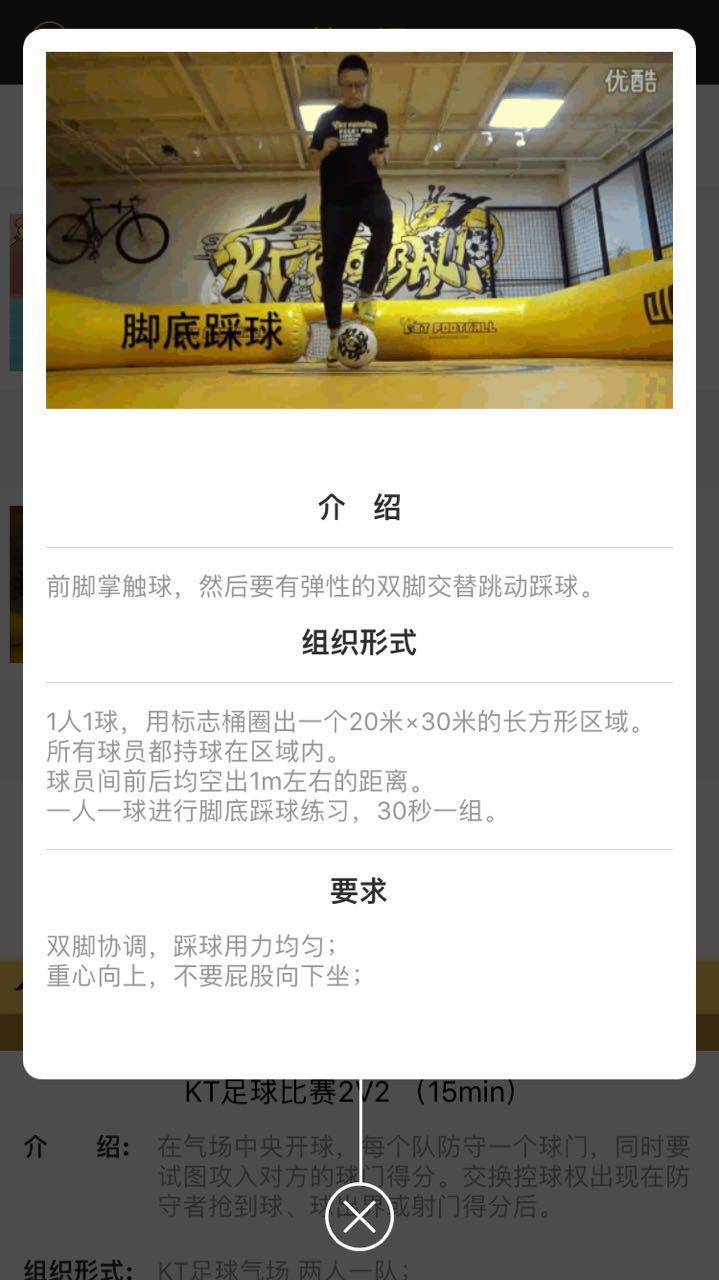 优酷
KT FOOTBALL
KT FOOTBALL
脚底踩球
介 绍
前脚掌触球，然后要有弹性的双脚交替跳动踩球。
组织形式
1人1球，用标志桶圈出一个20米×30米的长方形区域。
所有球员都持球在区域内。
球员间前后均空出1m左右的距离。
一人一球进行脚底踩球练习，30秒一组。
要求
双脚协调，踩球用力均匀；
重心向上，不要屁股向下坐；
KT足球比赛2V2 （15min）
介 绍： 在气场中央开球，每个队防守一个球门，同时要
试图攻入对方的球门得分。交换控球权出现在防
守者抢到球、球出界或射门得分后。
组织形式： KT足球气场 两人一队；